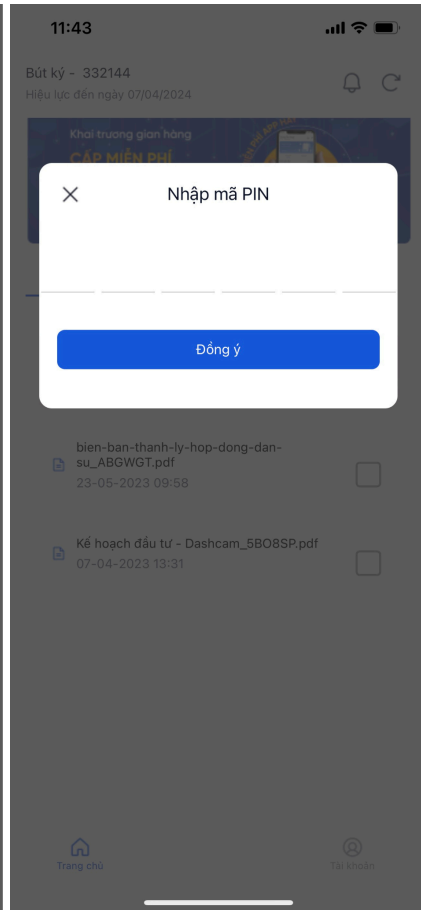 11:43
Bút ký - 332144
Hiệu lực đến ngày 07/04/2024
Khai trương gian hàng
CẤP MIỄN PHÍ
Nhập mã PIN
Đồng ý
bien-ban-thanh-ly-hop-dong-dan-
su_ABGWGT.pdf
23-05-2023 09:58
Kế hoạch đầu tư - Dashcam_5BO8SP.pdf
07-04-2023 13:31
Trang chủ
Tài khoản